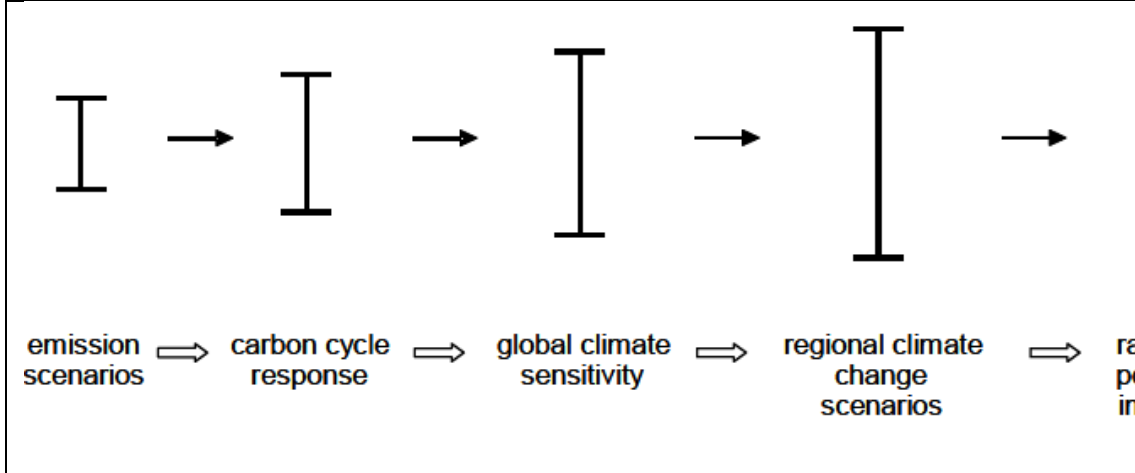 emission
scenarios
carbon cycle
response
global climate
sensitivity
regional climate
change
scenarios